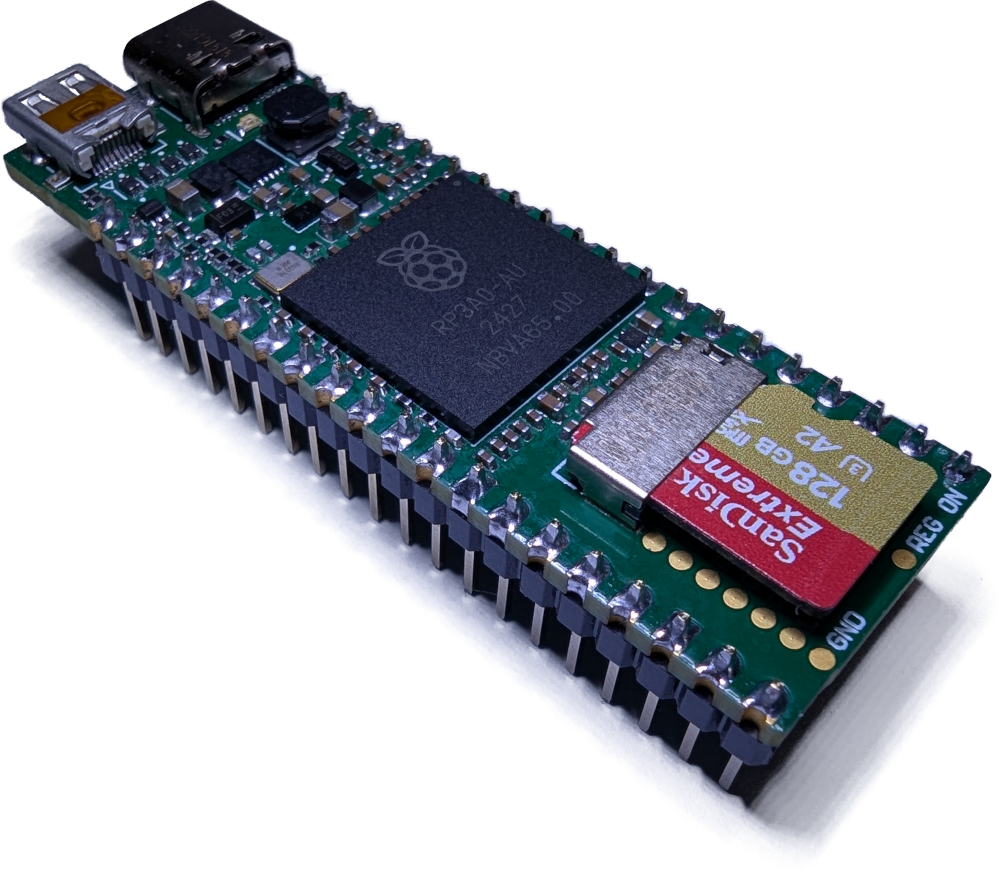 RP3A0-AU
2427
NBVA65.00
SanDisk
Extreme
128 GB
A2
REG ON
GND